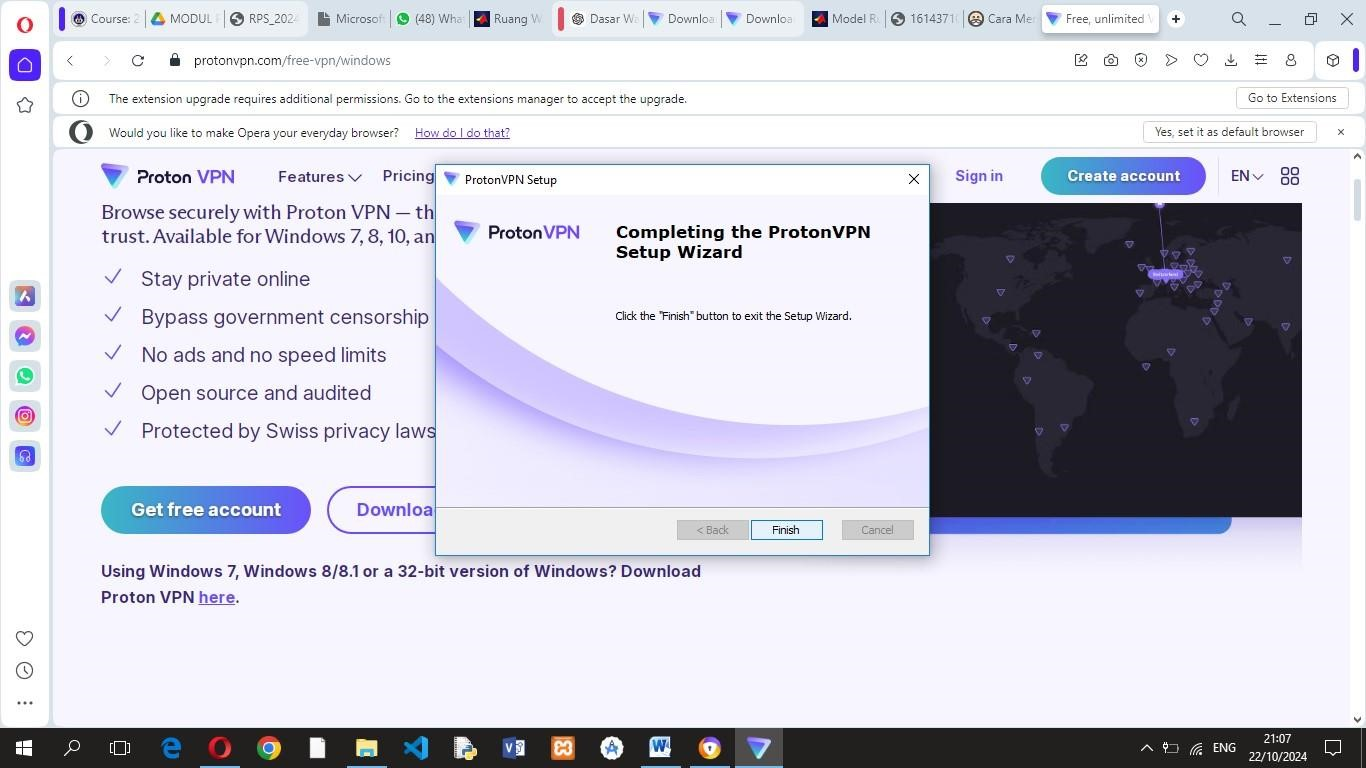 Course: 2
MODUL P
RPS_2024
Microsof
(48) Wha
Ruang W
Dasar Wa
Downloa
Downloa
Model Ru
16143710
Cara Mer
Free, unlimited V
protonvpn.com/free-vpn/windows
The extension upgrade requires additional permissions. Go to the extensions manager to accept the upgrade.
Go to Extensions
Would you like to make Opera your everyday browser?
How do I do that?
Yes, set it as default browser
Proton VPN
Features
Pricing
Sign in
Create account
EN
Browse securely with Proton VPN — th
trust. Available for Windows 7, 8, 10, an
Stay private online
Bypass government censorship
No ads and no speed limits
Open source and audited
Protected by Swiss privacy laws
Get free account
Downloa
Using Windows 7, Windows 8/8.1 or a 32-bit version of Windows? Download
Proton VPN here.
ProtonVPN Setup
ProtonVPN
Completing the ProtonVPN
Setup Wizard
Click the "Finish" button to exit the Setup Wizard.
< Back
Finish
Cancel
ENG
21:07
22/10/2024